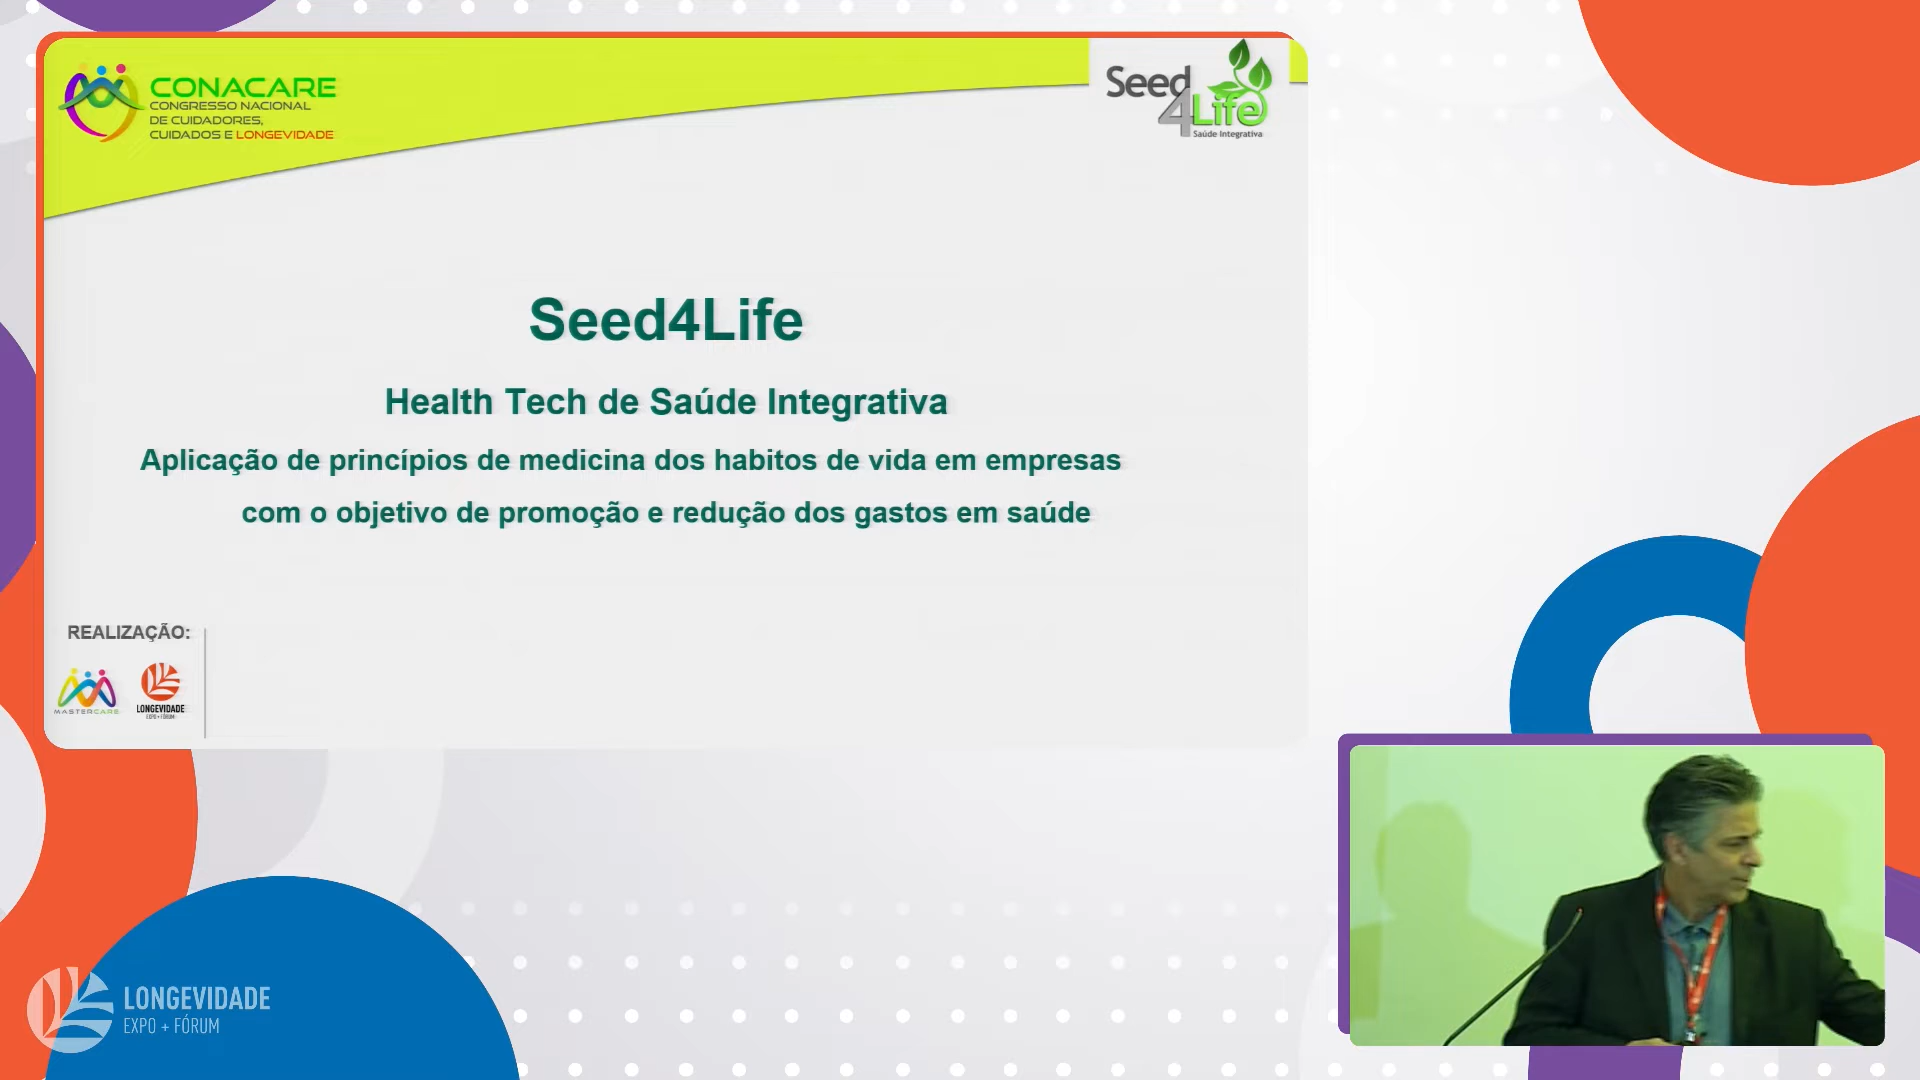 CONACARE
CONGRESSO NACIONAL
DE CUIDADORES,
CUIDADOS E LONGEVIDADE
Seed
4Life
Saúde Integrativa
Seed4Life
Health Tech de Saúde Integrativa
Aplicação de princípios de medicina dos habitos de vida em empresas
com o objetivo de promoção e redução dos gastos em saúde
REALIZAÇÃO:
MASTERCARE
LONGEVIDADE
EXPO + FÓRUM
LONGEVIDADE
EXPO + FÓRUM